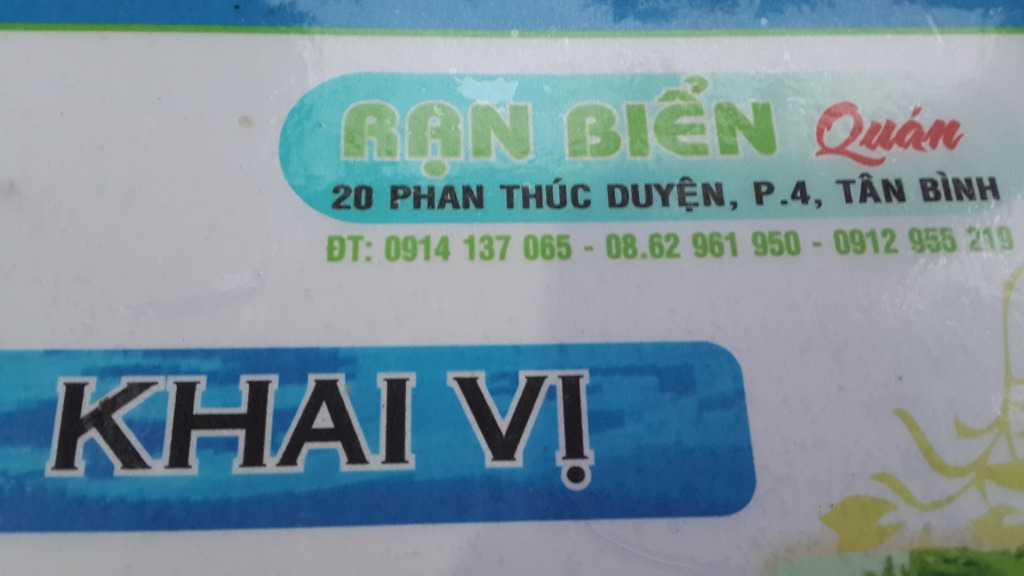 RẠN BIỂN Quán
20 PHAN THÚC DUYỆN, P.4, TÂN BÌNH
ĐT: 0914 137 065 - 08.62 961 950 - 0912 955 219
KHAI VỊ